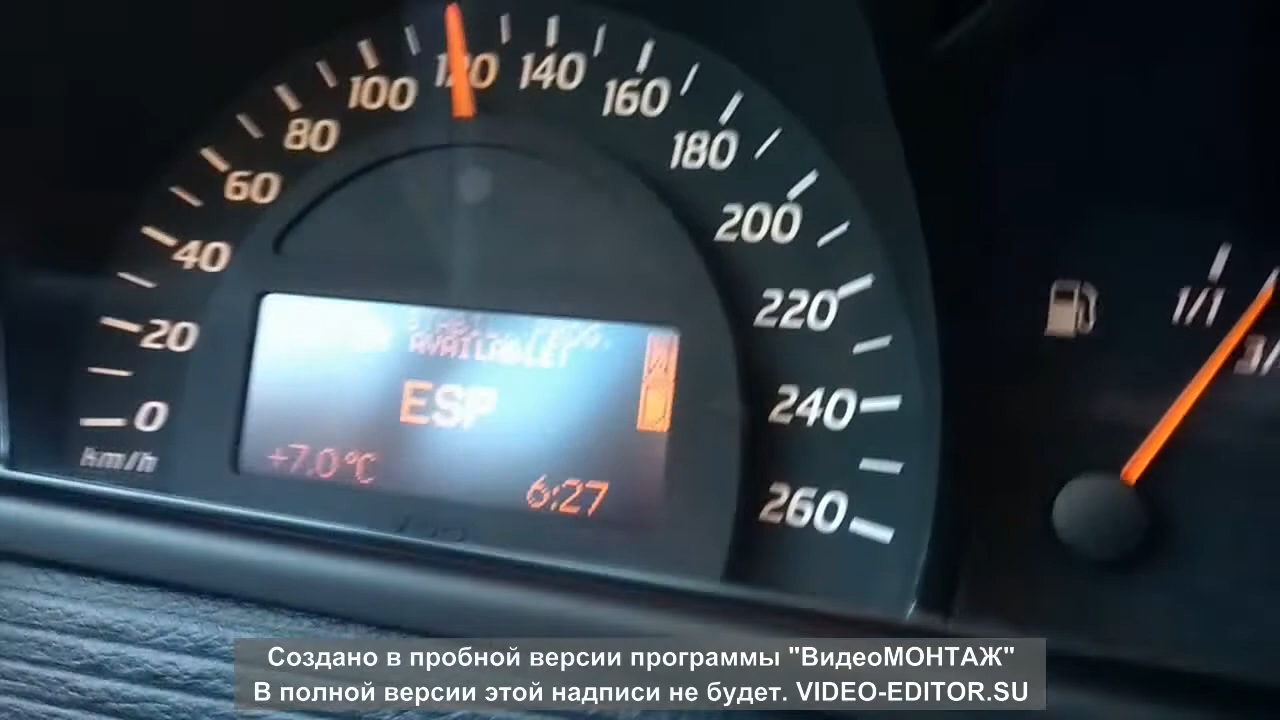 0
20
40
60
80
100
120
140
160
180
200
220
240
260
km/h
AVAILABLE!
ESP
+7.0°C
6:27
1/1
Создано в пробной версии программы "ВидеоМОНТАЖ"
В полной версии этой надписи не будет. VIDEO-EDITOR.SU